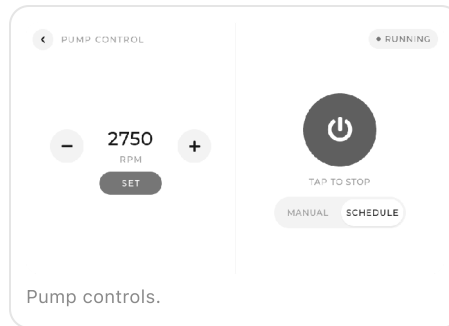 PUMP CONTROL
RUNNING
2750
RPM
SET
TAP TO STOP
MANUAL SCHEDULE
Pump controls.